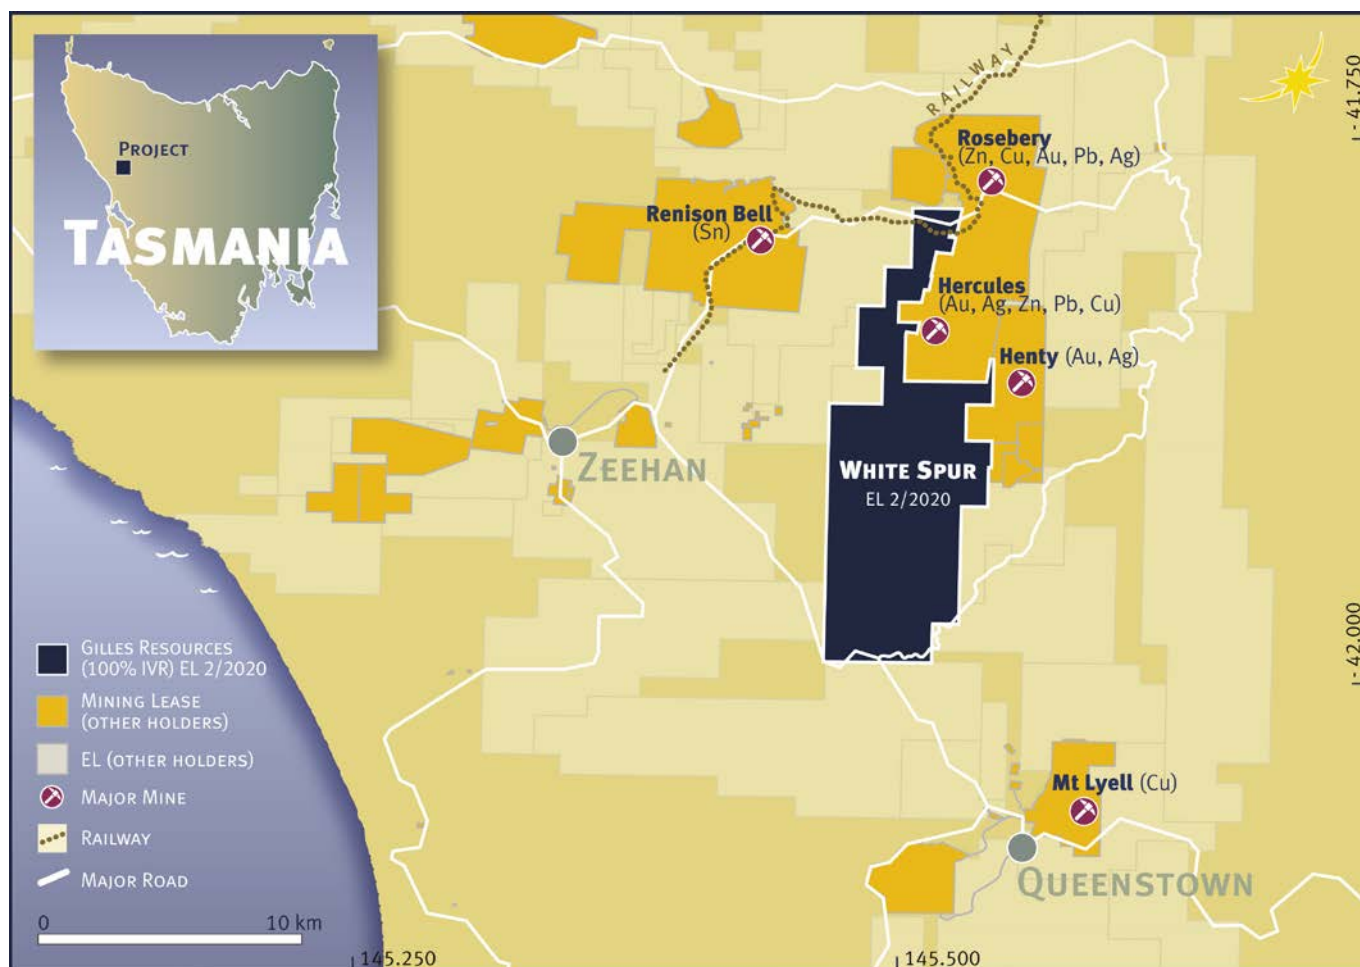 PROJECT
TASMANIA
RAILWAY
- 41.750
Rosebery
(Zn, Cu, Au, Pb, Ag)
Renison Bell
(Sn)
Hercules
(Au, Ag, Zn, Pb, Cu)
Henty (Au, Ag)
ZEEHAN
WHITE SPUR
EL 2/2020
- 42.000
GILLES RESOURCES
(100% IVR) EL 2/2020
MINING LEASE
(OTHER HOLDERS)
EL (OTHER HOLDERS)
MAJOR MINE
RAILWAY
MAJOR ROAD
0 10 km
Mt Lyell (Cu)
QUEENSTOWN
145.250
145.500